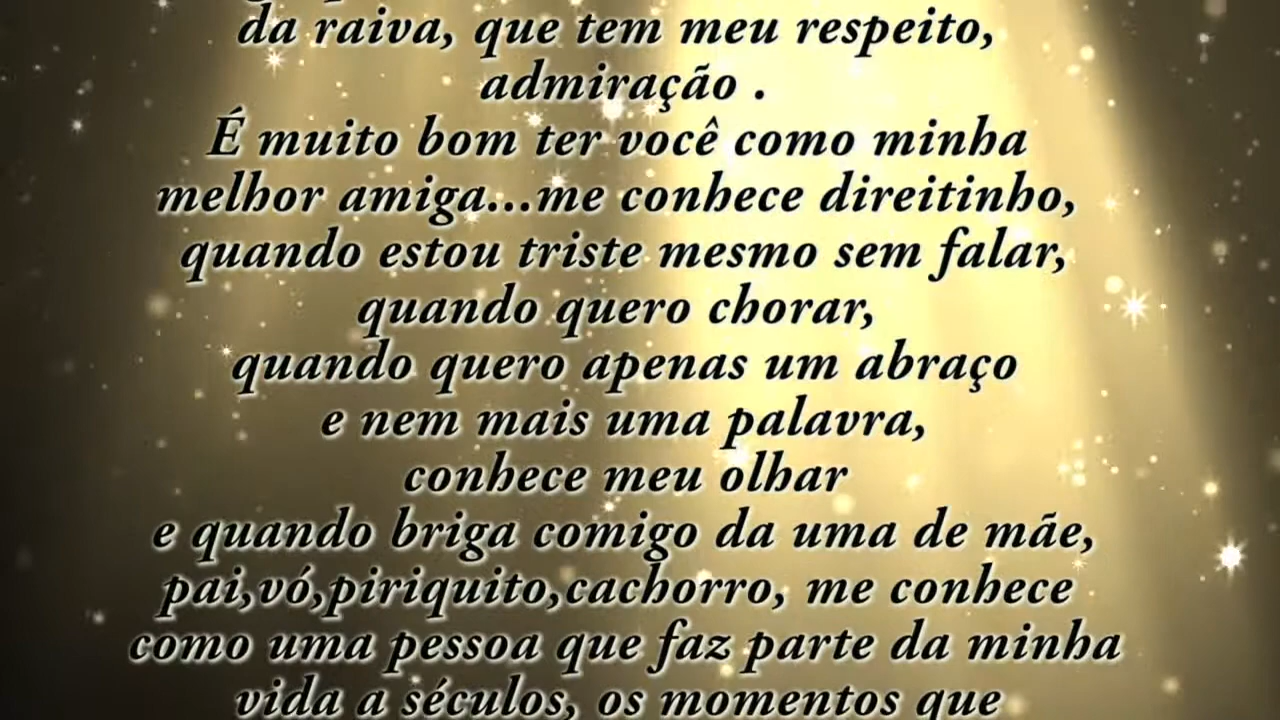 da raiva, que tem meu respeito,
admiração .
É muito bom ter você como minha
melhor amiga...me conhece direitinho,
quando estou triste mesmo sem falar,
quando quero chorar,
quando quero apenas um abraço
e nem mais uma palavra,
conhece meu olhar
e quando briga comigo da uma de mãe,
pai,vó,piriquito,cachorro, me conhece
como uma pessoa que faz parte da minha
vida a séculos, os momentos que